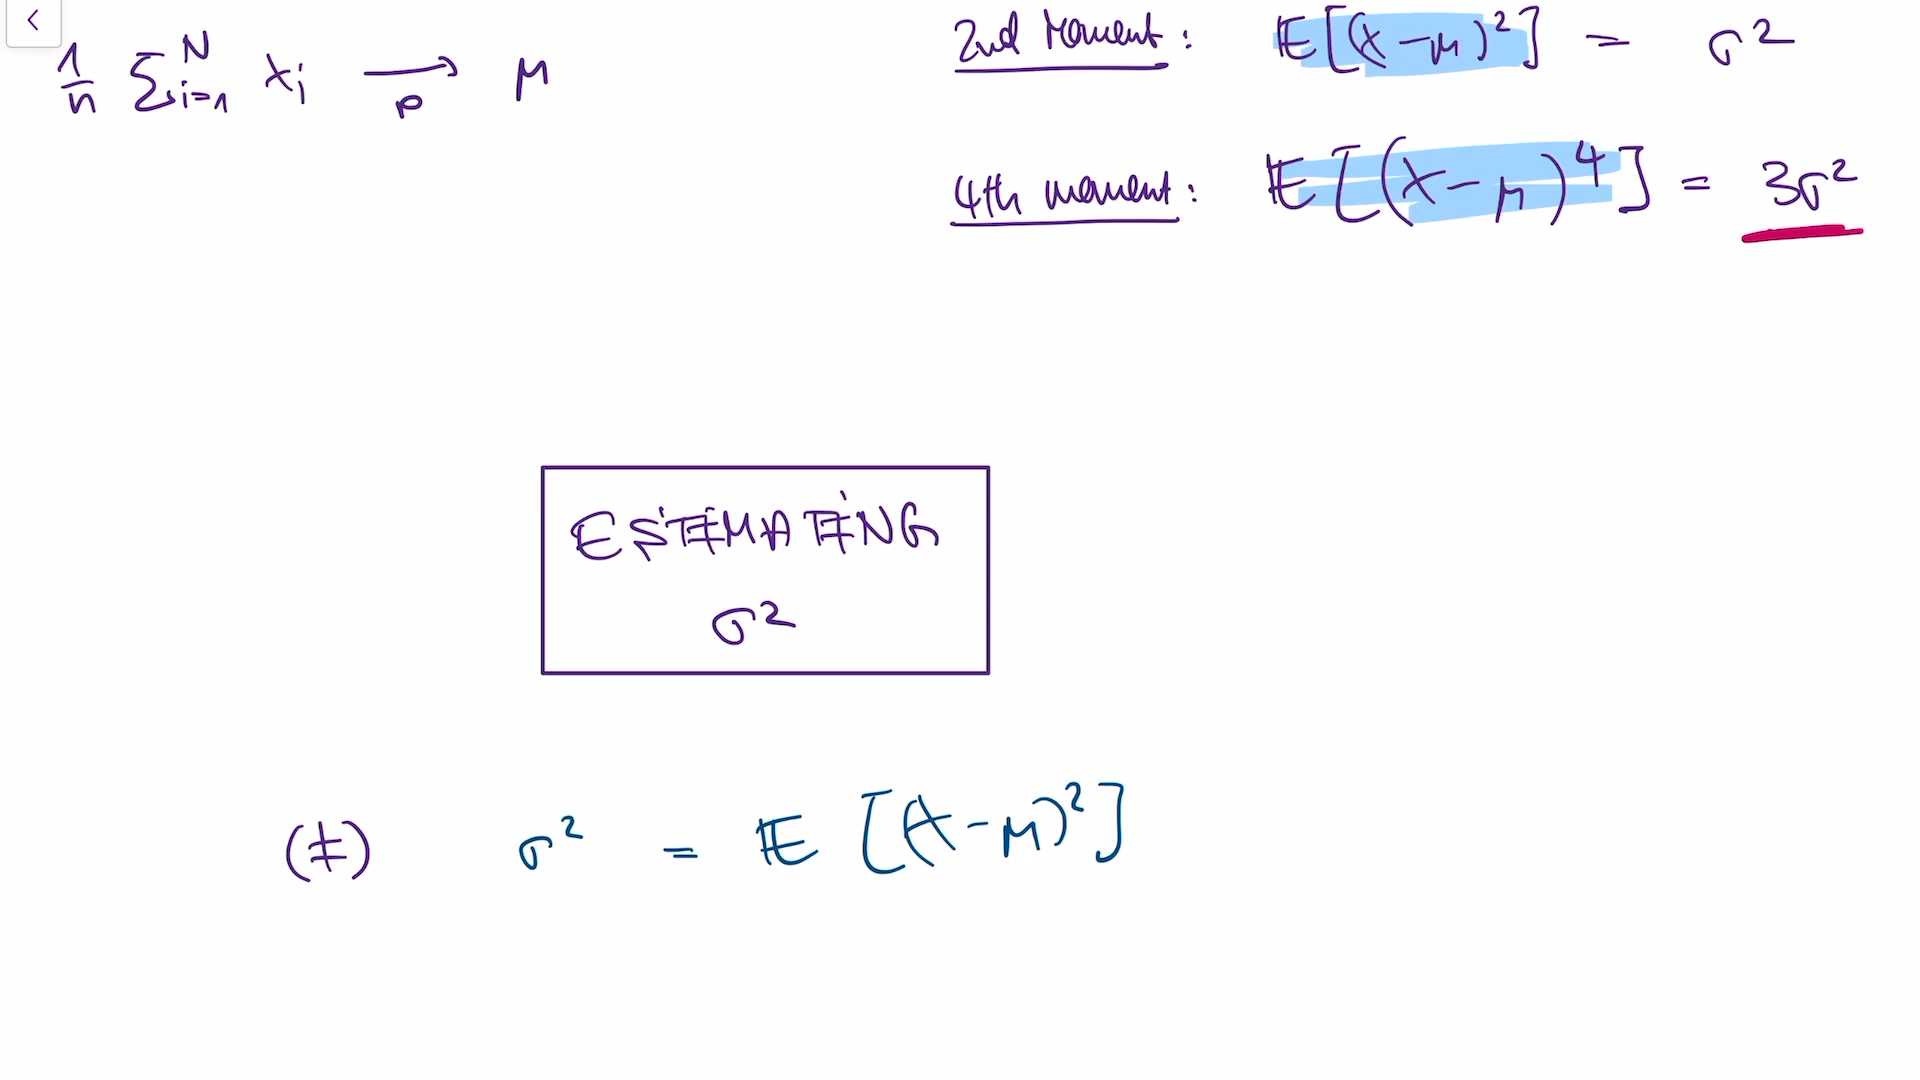 1/n Σ_{i=1}^N x_i →_p μ
2nd Moment: 𝔼[(x-μ)²] = σ²
4th moment: 𝔼[(x-μ)⁴] = 3σ²
ESTIMATING
σ²
(I) σ² = 𝔼 [(x-μ)²]